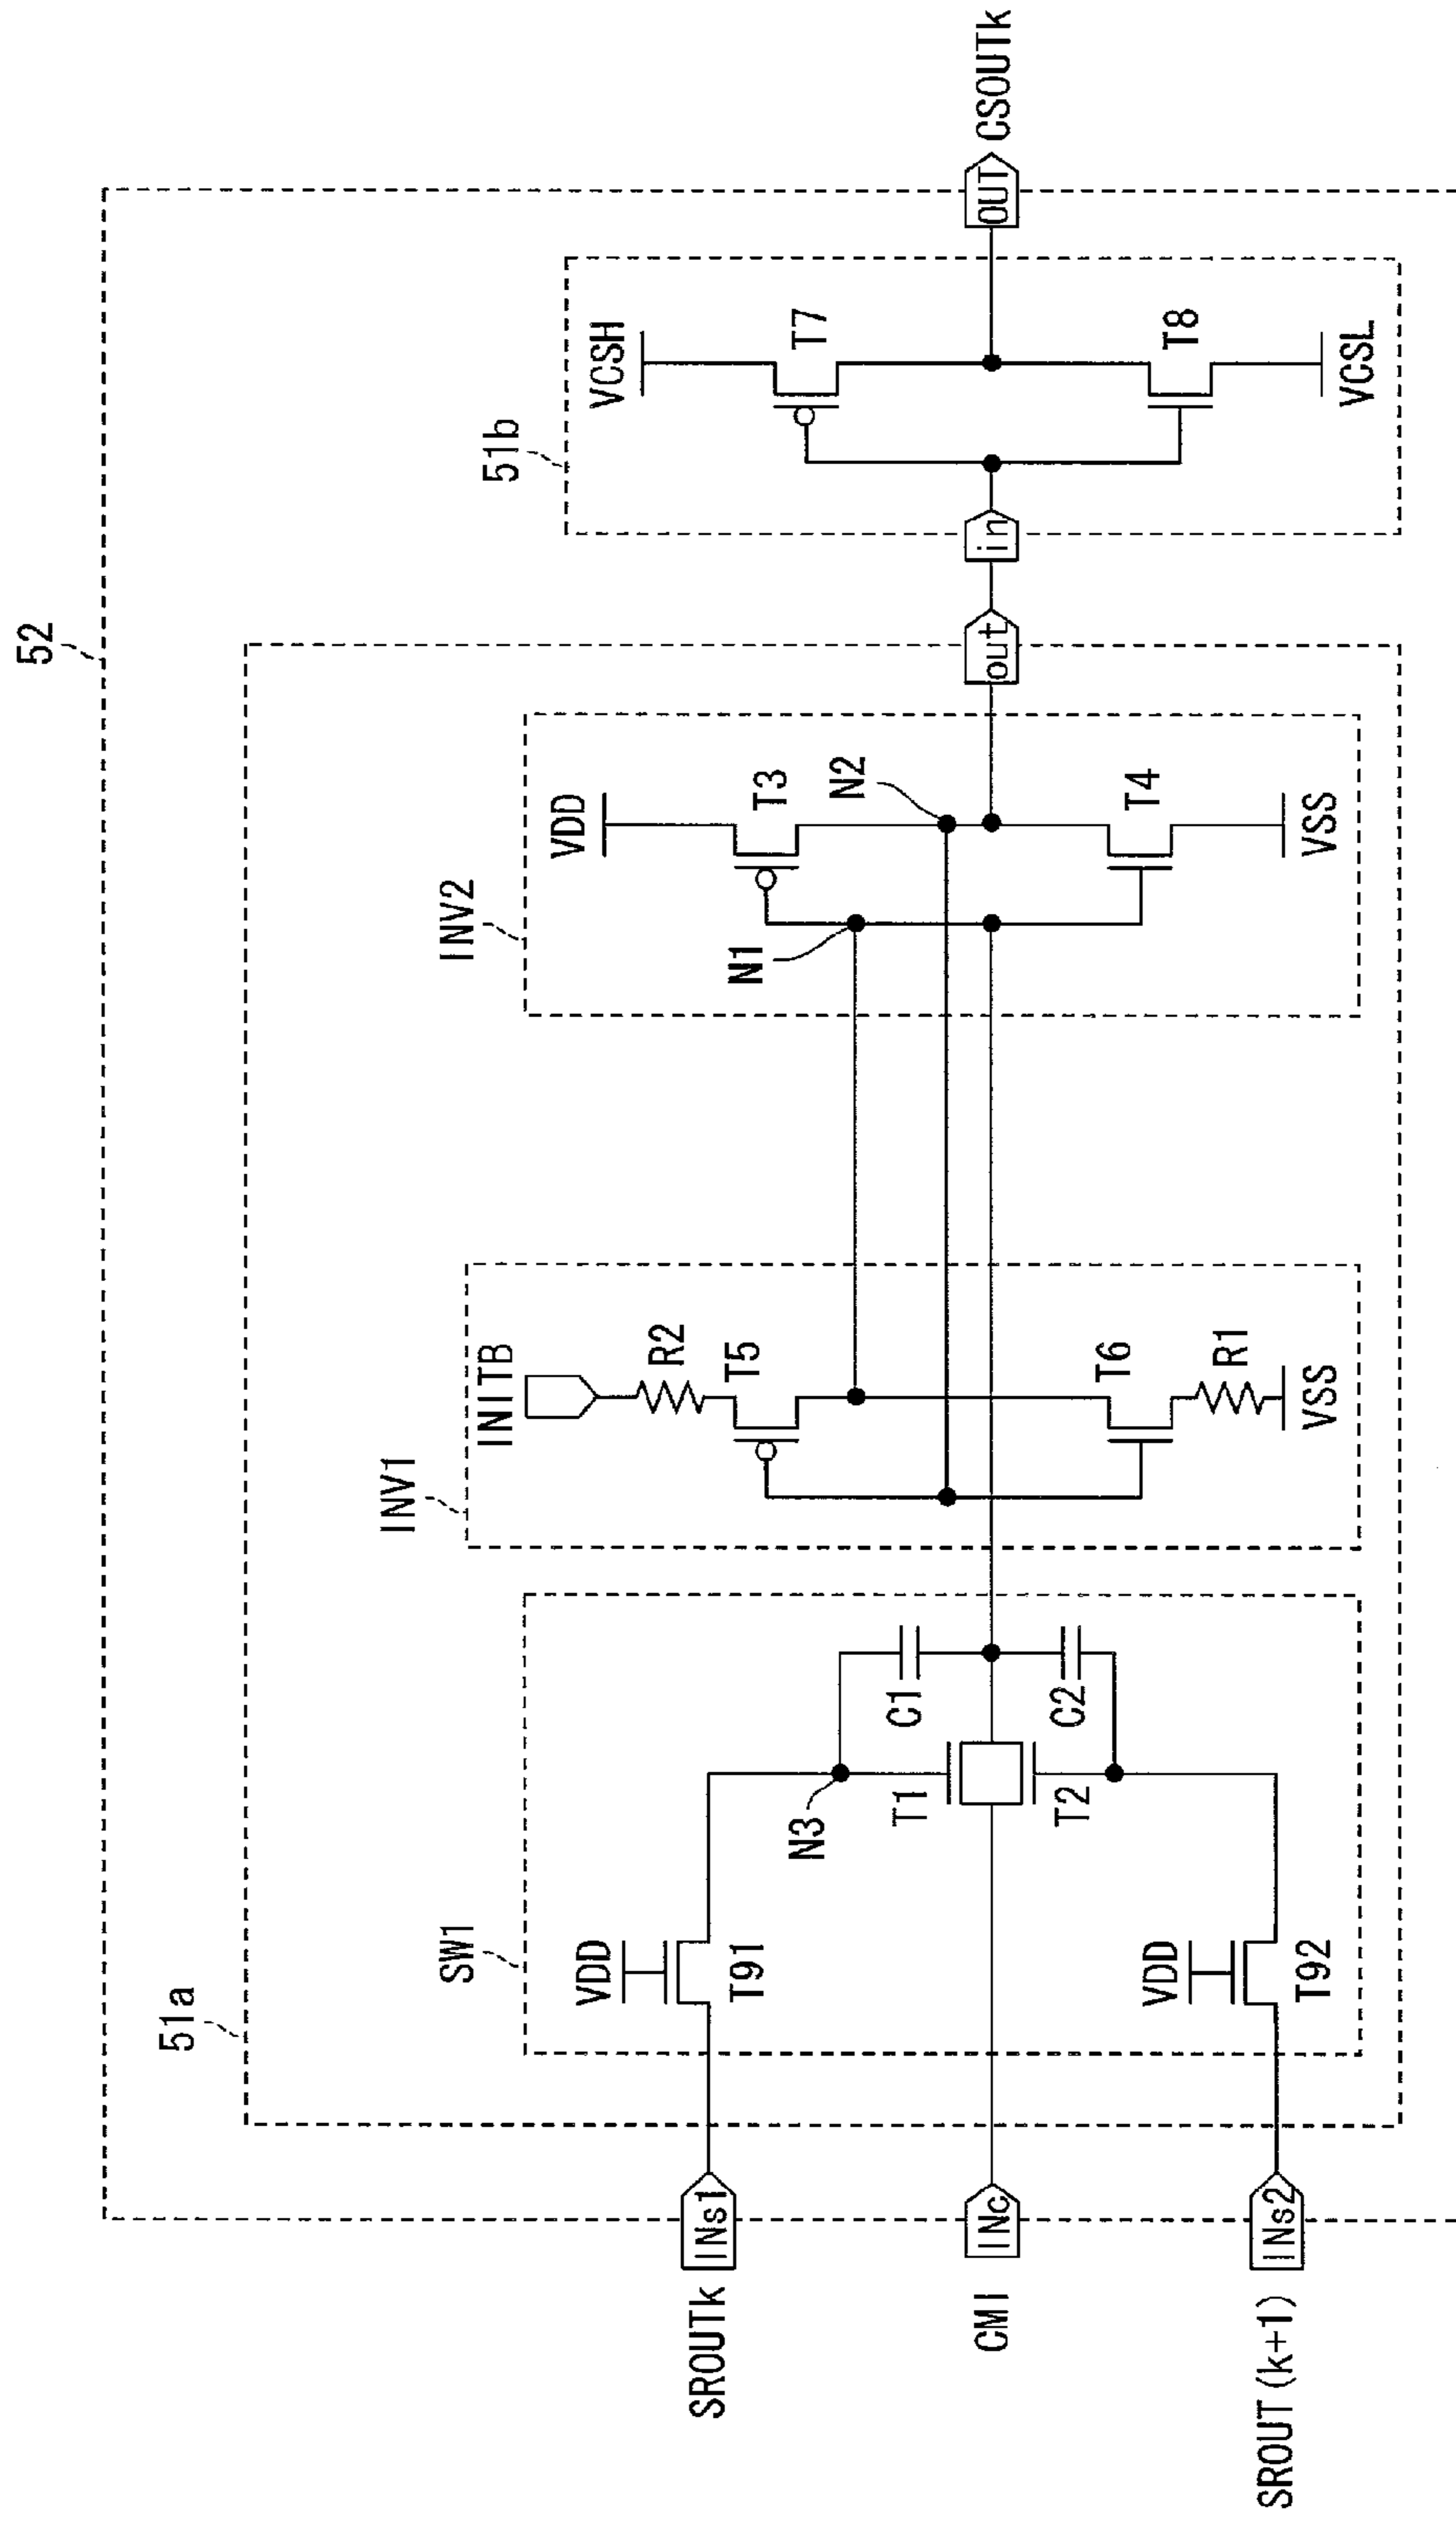 52
51a
51b
SW1
INV1
INV2
SROUTk
INs1
CMI
INc
SROUT (k+1)
INs2
VDD
T91
VDD
T92
N3
T1
T2
C1
C2
INITB
R2
T5
T6
R1
VSS
N1
N2
VDD
T3
T4
VSS
out
in
VCSH
T7
T8
VCSL
OUT
CSOUTk